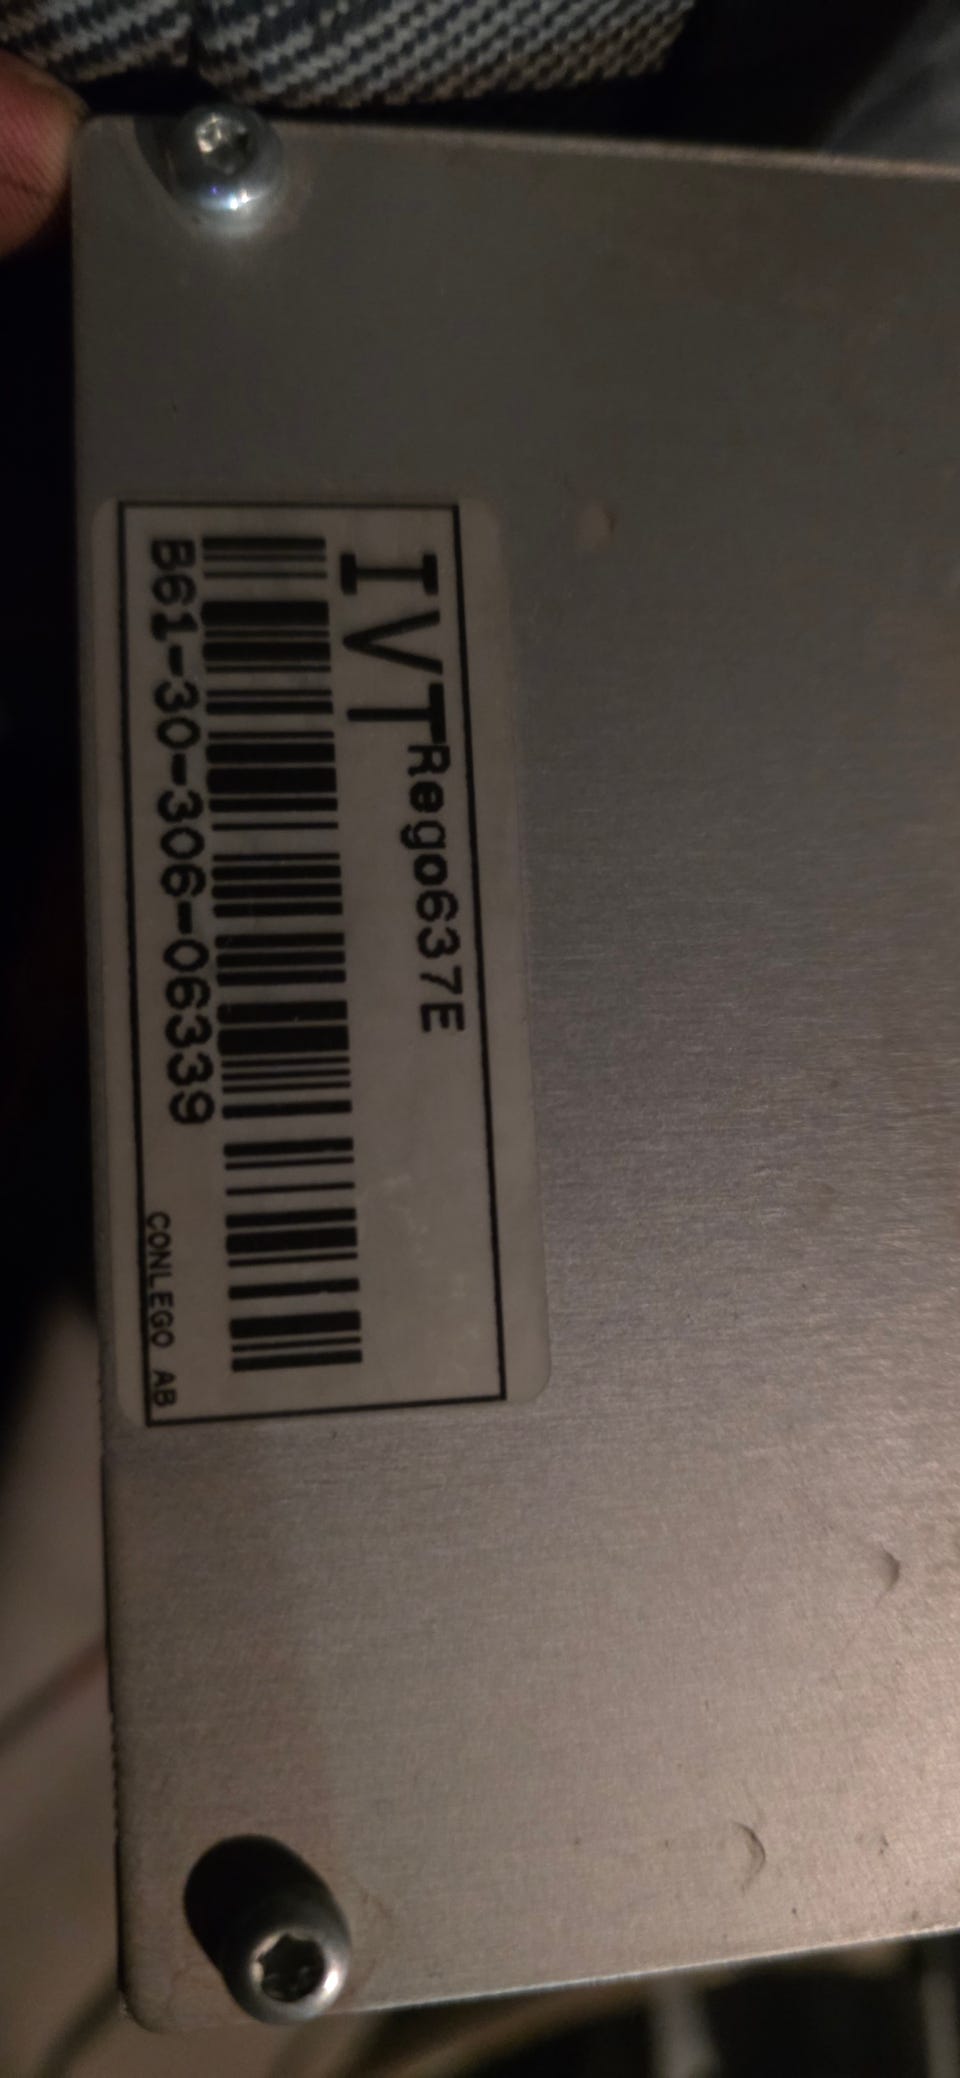 IVT Rego637E
B61-30-306-06339
CONLEGO AB